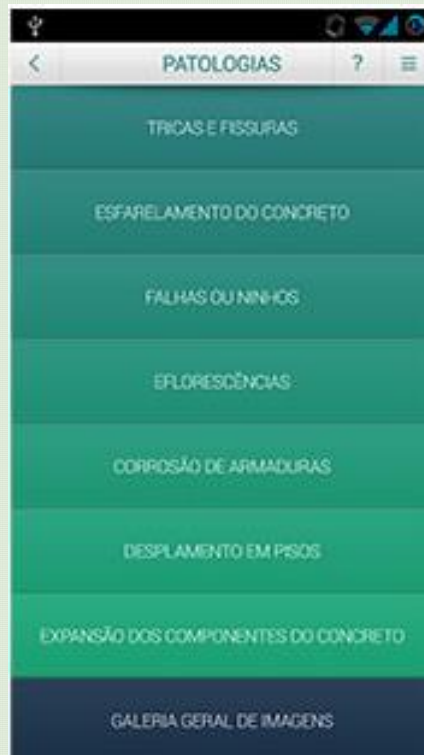 PATOLOGIAS ?
TRICAS E FISSURAS
ESFARELAMENTO DO CONCRETO
FALHAS OU NINHOS
EFLORESCÊNCIAS
CORROSÃO DE ARMADURAS
DESPLAMENTO EM PISOS
EXPANSÃO DOS COMPONENTES DO CONCRETO
GALERIA GERAL DE IMAGENS